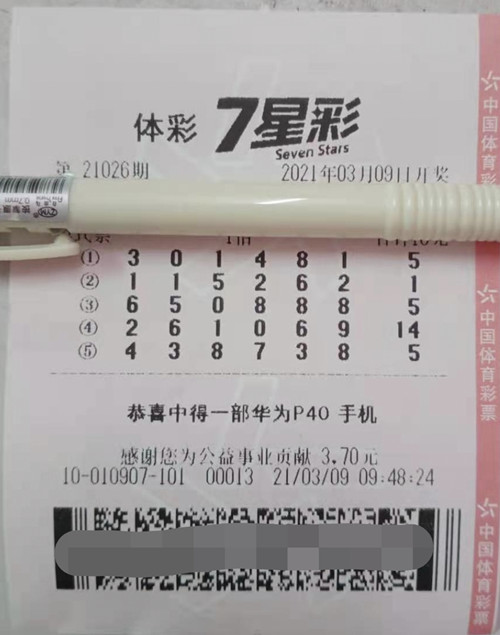 体彩 7星彩
Seven Stars
第 21026期 2021年03月09日开奖
① 3 0 1 4 8 1 5
② 1 1 5 2 6 2 1
③ 6 5 0 8 8 8 5
④ 2 6 1 0 6 9 14
⑤ 4 3 8 7 3 8 5
恭喜中得一部华为P40 手机
感谢您为公益事业贡献 3.70元
10-010907-101 00013 21/03/09 09:48:24
中国体育彩票
中国体育彩票
中国体育彩票
0.7mm